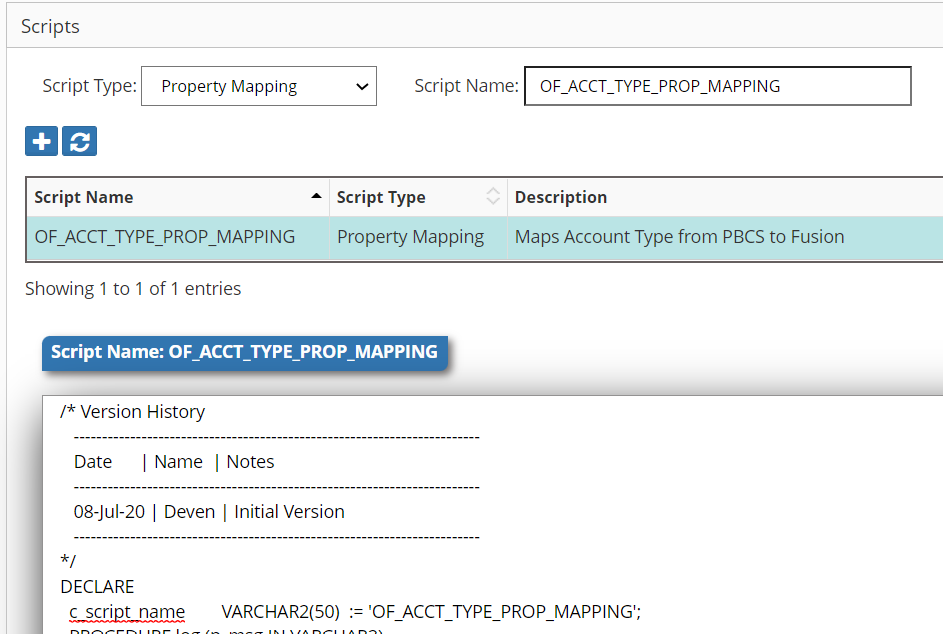 Scripts
Script Type: Property Mapping Script Name: OF_ACCT_TYPE_PROP_MAPPING
Script Name Script Type Description
OF_ACCT_TYPE_PROP_MAPPING Property Mapping Maps Account Type from PBCS to Fusion
Showing 1 to 1 of 1 entries
Script Name: OF_ACCT_TYPE_PROP_MAPPING
/* Version History
----------------------------------------------------------------------
Date | Name | Notes
----------------------------------------------------------------------
08-Jul-20 | Deven | Initial Version
----------------------------------------------------------------------
*/
DECLARE
c_script_name VARCHAR2(50) := 'OF_ACCT_TYPE_PROP_MAPPING';
PROCEDURE log (p_msg IN VARCHAR2)